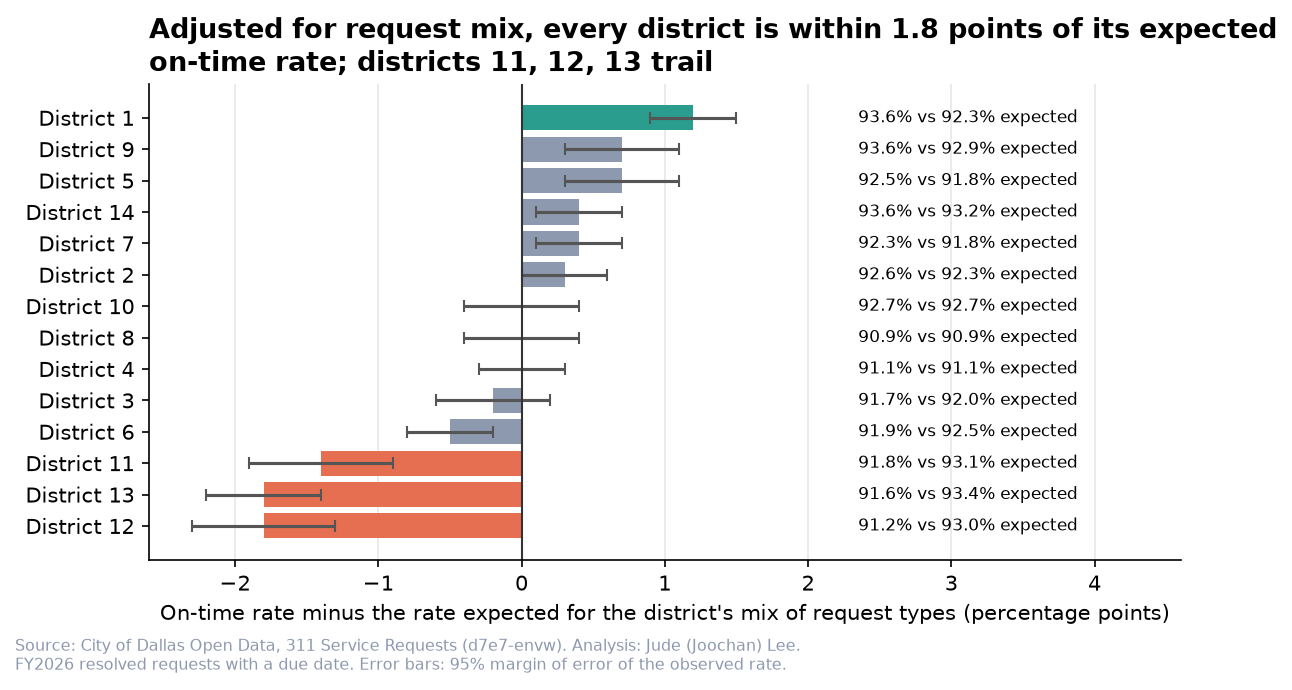 Adjusted for request mix, every district is within 1.8 points of its expected
on-time rate; districts 11, 12, 13 trail
District 1 93.6% vs 92.3% expected
District 9 93.6% vs 92.9% expected
District 5 92.5% vs 91.8% expected
District 14 93.6% vs 93.2% expected
District 7 92.3% vs 91.8% expected
District 2 92.6% vs 92.3% expected
District 10 92.7% vs 92.7% expected
District 8 90.9% vs 90.9% expected
District 4 91.1% vs 91.1% expected
District 3 91.7% vs 92.0% expected
District 6 91.9% vs 92.5% expected
District 11 91.8% vs 93.1% expected
District 13 91.6% vs 93.4% expected
District 12 91.2% vs 93.0% expected
−2 −1 0 1 2 3 4
On-time rate minus the rate expected for the district's mix of request types (percentage points)
Source: City of Dallas Open Data, 311 Service Requests (d7e7-envw). Analysis: Jude (Joochan) Lee.
FY2026 resolved requests with a due date. Error bars: 95% margin of error of the observed rate.